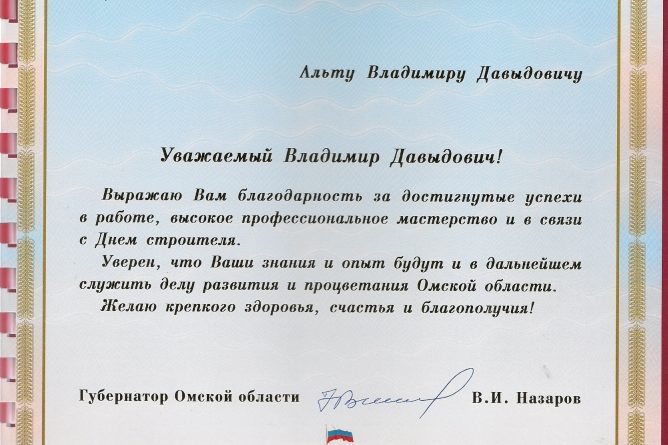 Альту Владимиру Давыдовичу
Уважаемый Владимир Давыдович!
Выражаю Вам благодарность за достигнутые успехи
в работе, высокое профессиональное мастерство и в связи
с Днем строителя.
Уверен, что Ваши знания и опыт будут и в дальнейшем
служить делу развития и процветания Омской области.
Желаю крепкого здоровья, счастья и благополучия!
Губернатор Омской области В.И. Назаров